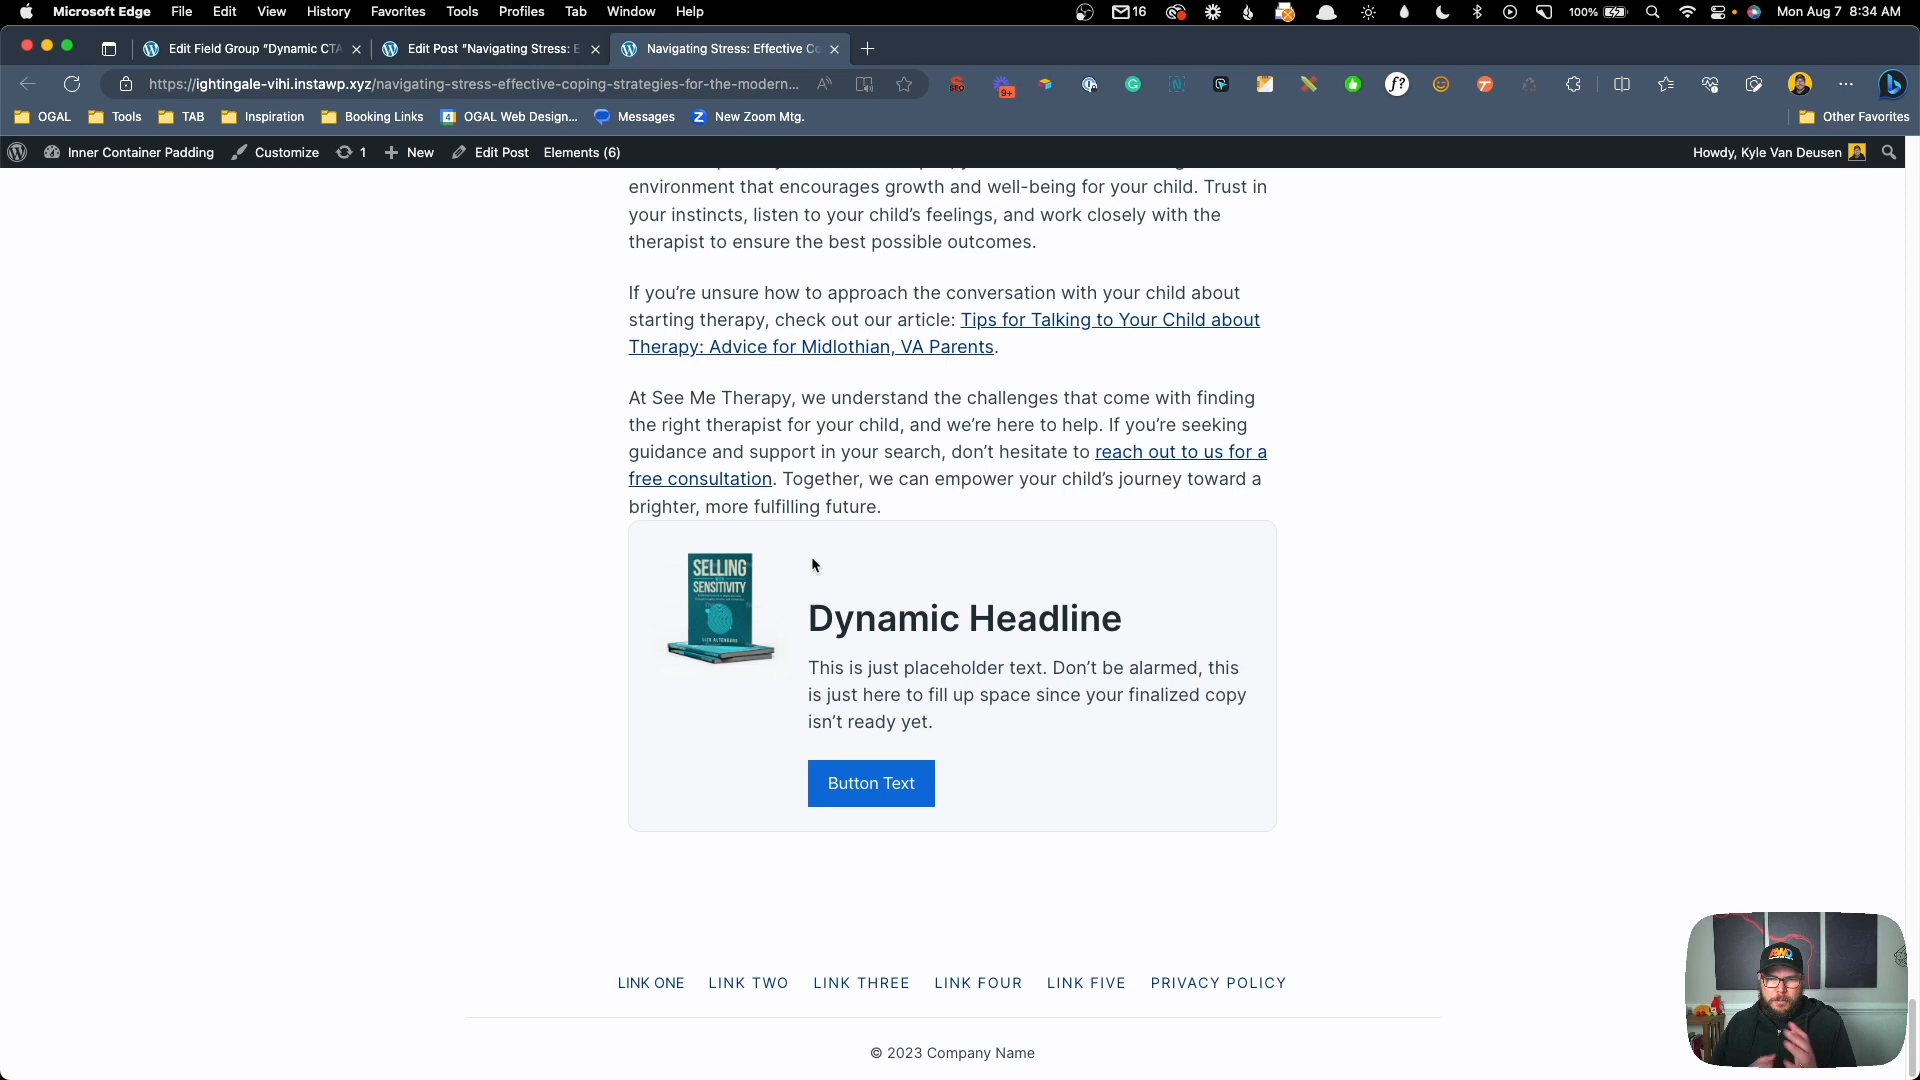 Microsoft Edge File Edit View History Favorites Tools Profiles Tab Window Help 16 100% Mon Aug 7 8:34 AM
Edit Field Group “Dynamic CTA Edit Post “Navigating Stress: E Navigating Stress: Effective Co
https://ightingale-vihi.instawp.xyz/navigating-stress-effective-coping-strategies-for-the-modern... 9+
OGAL Tools TAB Inspiration Booking Links OGAL Web Design... Messages New Zoom Mtg. Other Favorites
Inner Container Padding Customize 1 New Edit Post Elements (6) Howdy, Kyle Van Deusen
environment that encourages growth and well-being for your child. Trust in
your instincts, listen to your child’s feelings, and work closely with the
therapist to ensure the best possible outcomes.
If you’re unsure how to approach the conversation with your child about
starting therapy, check out our article: Tips for Talking to Your Child about
Therapy: Advice for Midlothian, VA Parents.
At See Me Therapy, we understand the challenges that come with finding
the right therapist for your child, and we’re here to help. If you’re seeking
guidance and support in your search, don’t hesitate to reach out to us for a
free consultation. Together, we can empower your child’s journey toward a
brighter, more fulfilling future.
SELLING
WITH
SENSITIVITY
Dynamic Headline
This is just placeholder text. Don’t be alarmed, this
is just here to fill up space since your finalized copy
isn’t ready yet.
Button Text
LINK ONE LINK TWO LINK THREE LINK FOUR LINK FIVE PRIVACY POLICY
© 2023 Company Name